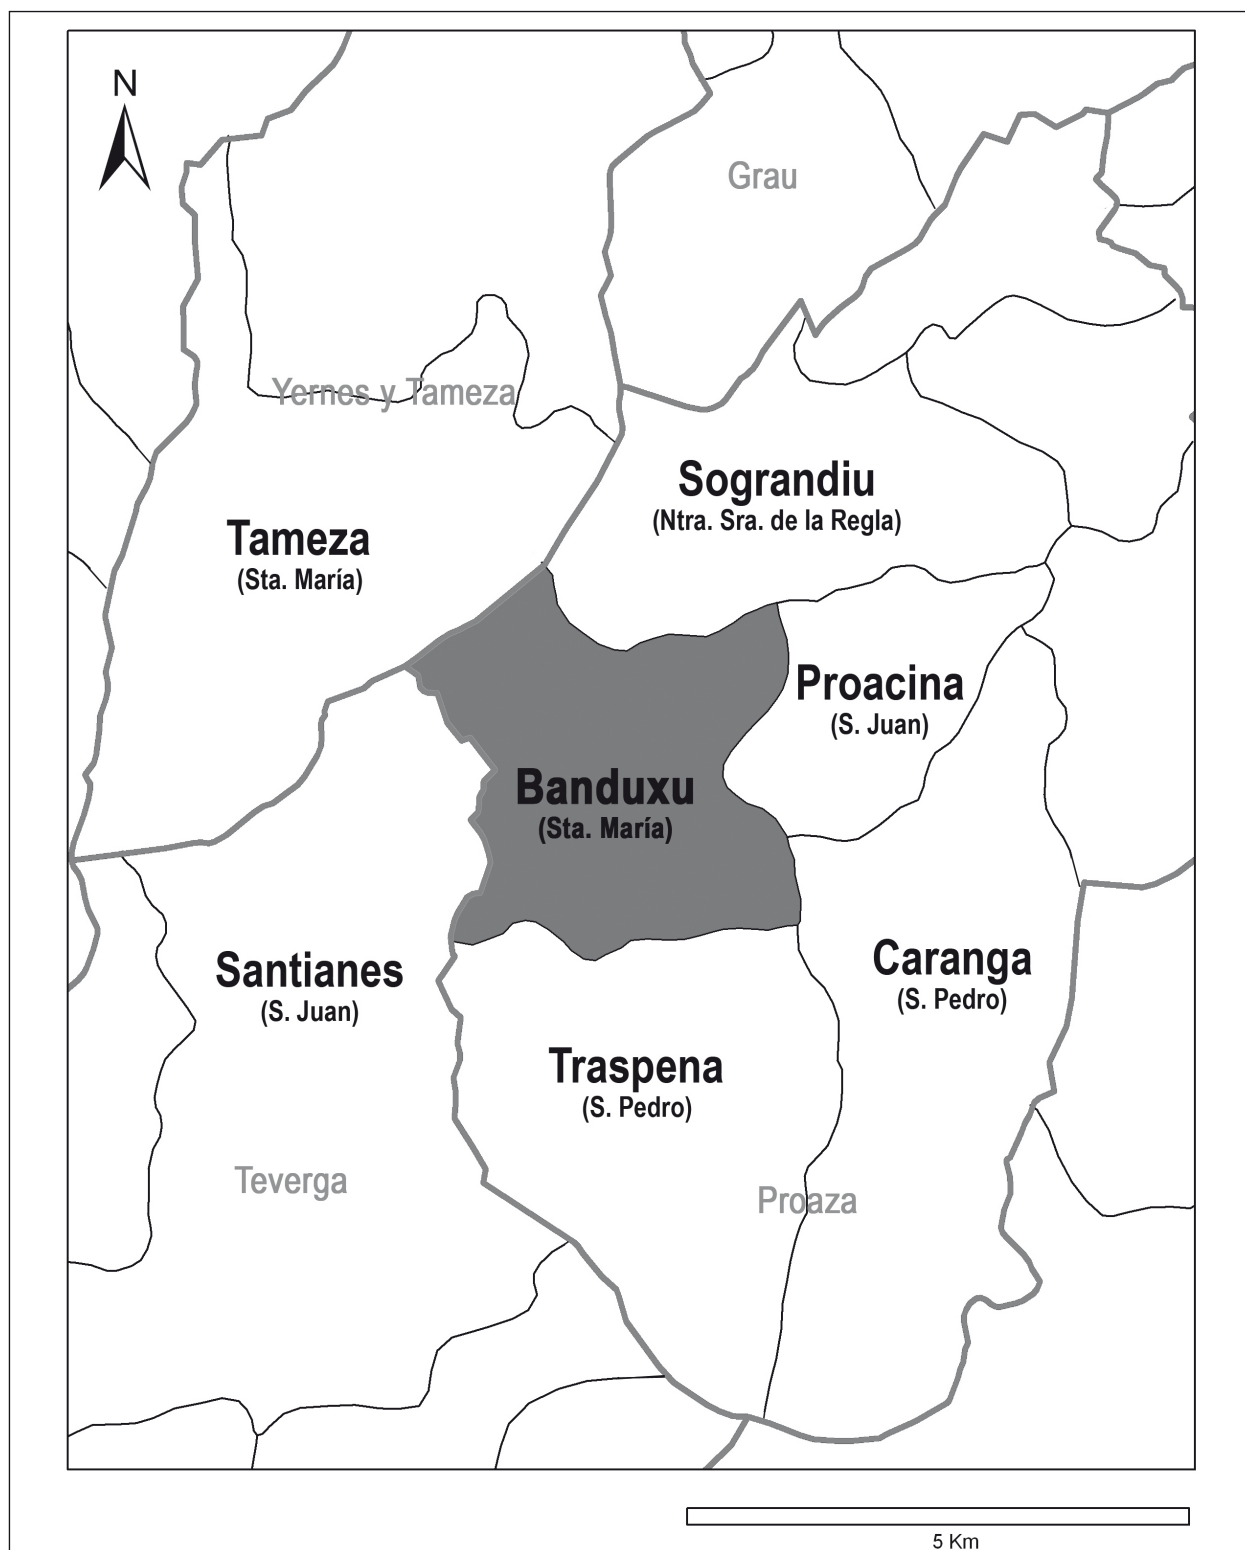 N
Grau
Yernes y Tameza
Sograndiu
(Ntra. Sra. de la Regla)
Tameza
(Sta. María)
Proacina
(S. Juan)
Banduxu
(Sta. María)
Santianes
(S. Juan)
Caranga
(S. Pedro)
Traspena
(S. Pedro)
Teverga
Proaza
5 Km